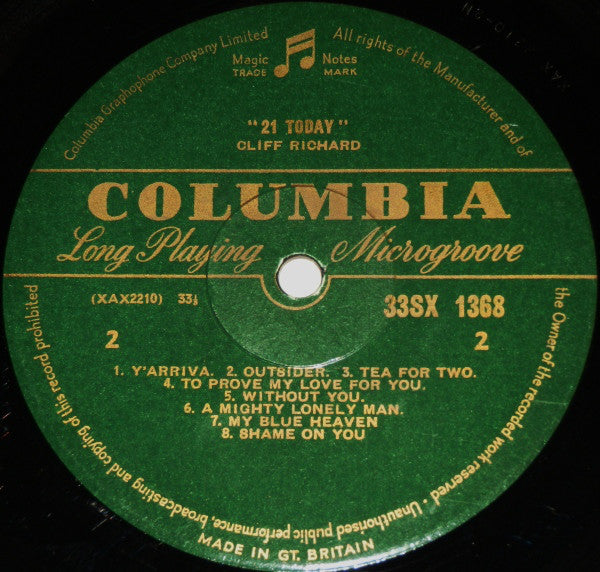 Columbia Graphophone Company Limited
Magic Notes
TRADE MARK
All rights of the Manufacturer and of
the Owner of the recorded work reserved · Unauthorised public performance, broadcasting and copying of this record prohibited
"21 TODAY"
CLIFF RICHARD
COLUMBIA
Long Playing Microgroove
(XAX2210) 33⅓ 33SX 1368
2 2
1. Y'ARRIVA. 2. OUTSIDER. 3. TEA FOR TWO.
4. TO PROVE MY LOVE FOR YOU.
5. WITHOUT YOU.
6. A MIGHTY LONELY MAN.
7. MY BLUE HEAVEN
8. SHAME ON YOU
MADE IN GT. BRITAIN